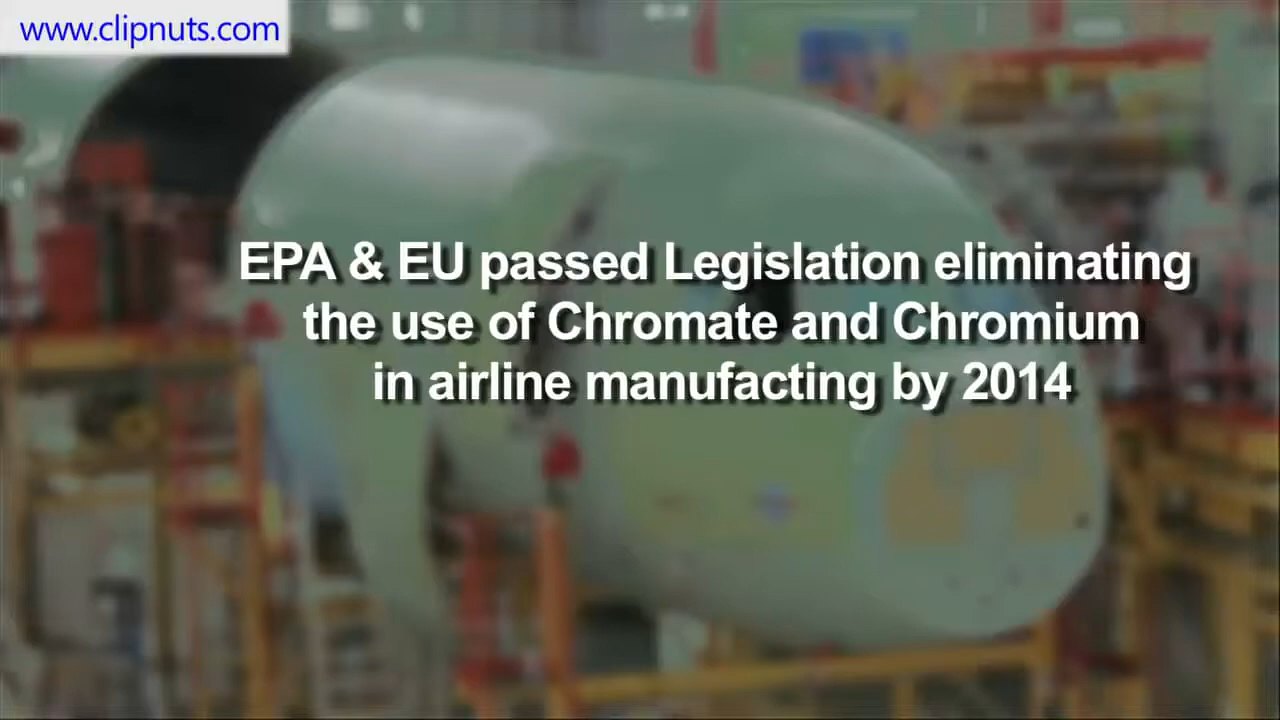 www.clipnuts.com
EPA & EU passed Legislation eliminating
the use of Chromate and Chromium
in airline manufacting by 2014